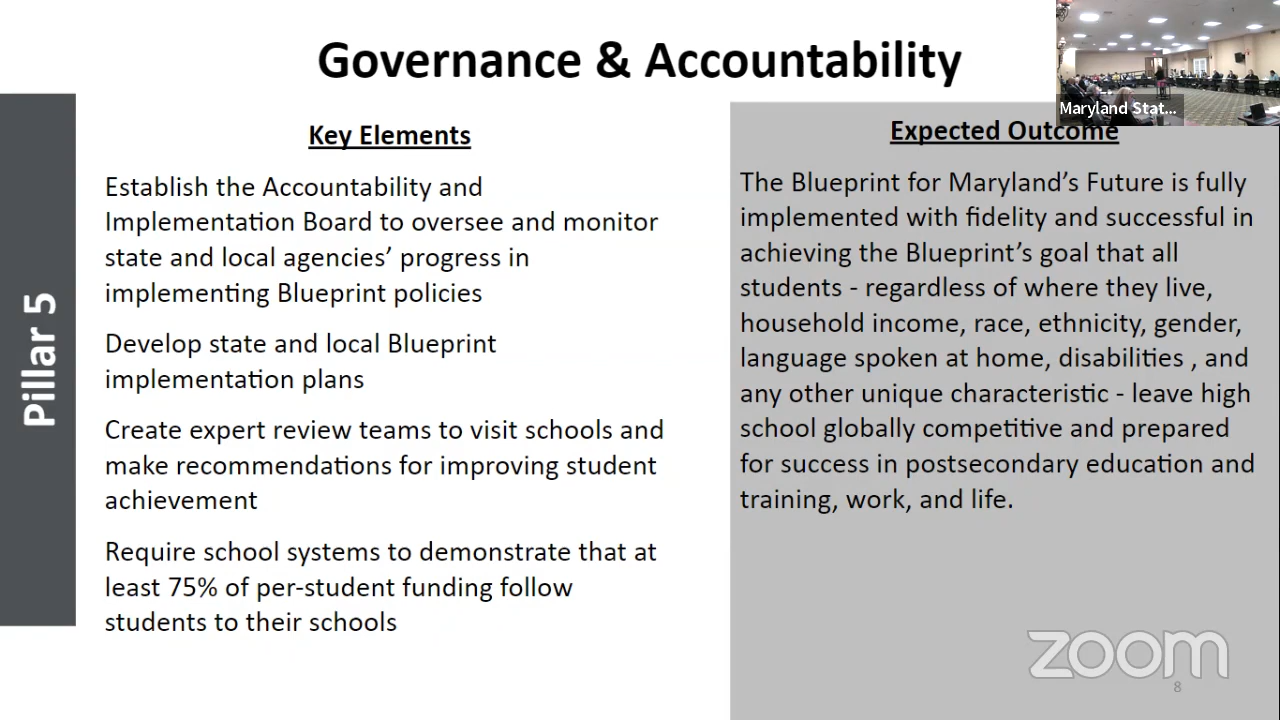 Governance & Accountability
Maryland Stat...
Pillar 5
Key Elements
Establish the Accountability and
Implementation Board to oversee and monitor
state and local agencies’ progress in
implementing Blueprint policies
Develop state and local Blueprint
implementation plans
Create expert review teams to visit schools and
make recommendations for improving student
achievement
Require school systems to demonstrate that at
least 75% of per-student funding follow
students to their schools
Expected Outcome
The Blueprint for Maryland’s Future is fully
implemented with fidelity and successful in
achieving the Blueprint’s goal that all
students - regardless of where they live,
household income, race, ethnicity, gender,
language spoken at home, disabilities , and
any other unique characteristic - leave high
school globally competitive and prepared
for success in postsecondary education and
training, work, and life.
zoom
8